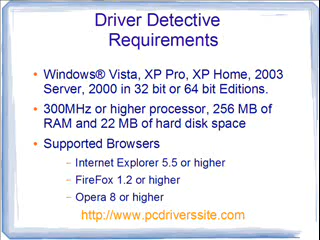 Driver Detective
Requirements
• Windows® Vista, XP Pro, XP Home, 2003
Server, 2000 in 32 bit or 64 bit Editions.
• 300MHz or higher processor, 256 MB of
RAM and 22 MB of hard disk space
• Supported Browsers
– Internet Explorer 5.5 or higher
– FireFox 1.2 or higher
– Opera 8 or higher
http://www.pcdriverssite.com